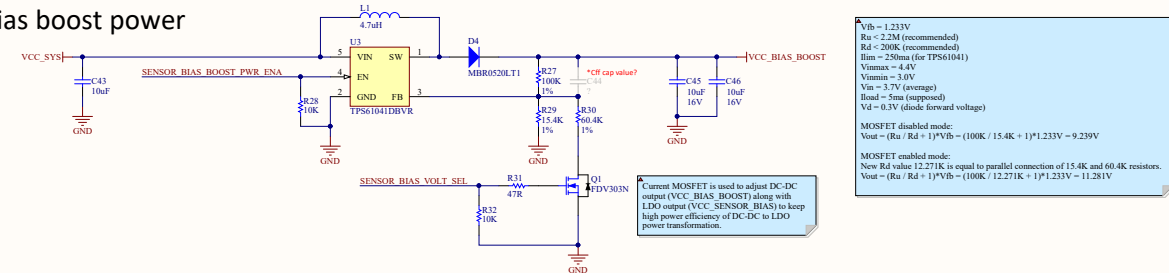 ias boost power
L1
4.7uH
U3
VCC_SYS
5
VIN
SW
1
D4
MBR0520LT1
VCC_BIAS_BOOST
SENSOR_BIAS_BOOST_PWR_ENA
4
EN
C43
10uF
R27
100K
1%
*Cff cap value?
C44
?
C45
10uF
16V
C46
10uF
16V
2
GND
FB
3
TPS61041DBVR
R28
10K
R29
15.4K
1%
R30
60.4K
1%
GND
GND
GND
GND
SENSOR_BIAS_VOLT_SEL
R31
47R
Q1
FDV303N
R32
10K
GND
Current MOSFET is used to adjust DC-DC
output (VCC_BIAS_BOOST) along with
LDO output (VCC_SENSOR_BIAS) to keep
high power efficiency of DC-DC to LDO
power transformation.
Vfb = 1.233V
Ru < 2.2M (recommended)
Rd < 200K (recommended)
Ilim = 250ma (for TPS61041)
Vinmax = 4.4V
Vinmin = 3.0V
Vin = 3.7V (average)
Iload = 5ma (supposed)
Vd = 0.3V (diode forward voltage)
MOSFET disabled mode:
Vout = (Ru / Rd + 1)*Vfb = (100K / 15.4K + 1)*1.233V = 9.239V
MOSFET enabled mode:
New Rd value 12.271K is equal to parallel connection of 15.4K and 60.4K resistors.
Vout = (Ru / Rd + 1)*Vfb = (100K / 12.271K + 1)*1.233V = 11.281V